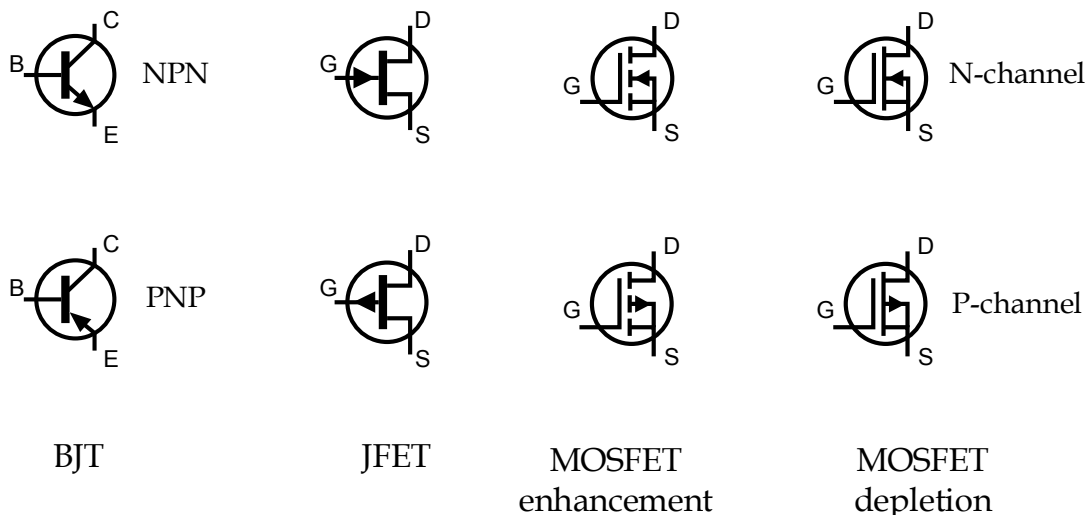 C D D D
B NPN G G G N-channel
E S S S
C D D D
B PNP G G G P-channel
E S S S
BJT JFET MOSFET MOSFET
enhancement depletion